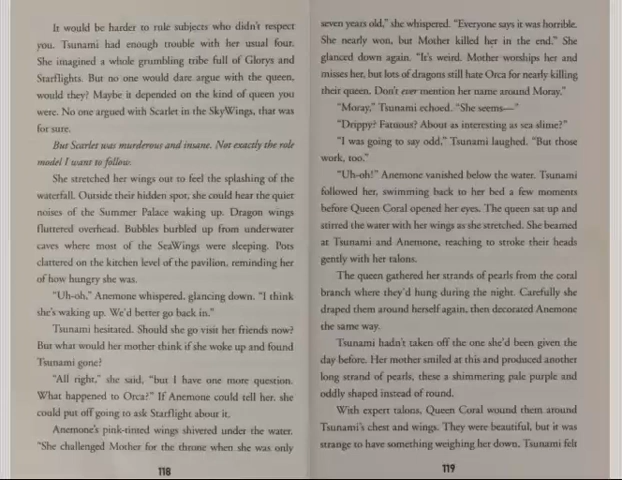 It would be harder to rule subjects who didn't respect
you. Tsunami had enough trouble with her usual four.
She imagined a whole grumbling tribe full of Glorys and
Starflights. But no one would dare argue with the queen,
would they? Maybe it depended on the kind of queen you
were. No one argued with Scarlet in the SkyWings, that was
for sure.
But Scarlet was murderous and insane. Not exactly the role
model I want to follow.
She stretched her wings out to feel the splashing of the
waterfall. Outside their hidden spot, she could hear the quiet
noises of the Summer Palace waking up. Dragon wings
fluttered overhead. Bubbles burbled up from underwater
caves where most of the SeaWings were sleeping. Pots
clattered on the kitchen level of the pavilion, reminding her
of how hungry she was.
"Uh-oh," Anemone whispered, glancing down. "I think
she's waking up. We'd better go back in."
Tsunami hesitated. Should she go visit her friends now?
But what would her mother think if she woke up and found
Tsunami gone?
"All right," she said, "but I have one more question.
What happened to Orca?" If Anemone could tell her, she
could put off going to ask Starflight about it.
Anemone's pink-tinted wings shivered under the water.
"She challenged Mother for the throne when she was only
118
seven years old," she whispered. "Everyone says it was horrible.
She nearly won, but Mother killed her in the end." She
glanced down again. "It's weird. Mother worships her and
misses her, but lots of dragons still hate Orca for nearly killing
their queen. Don't ever mention her name around Moray."
"Moray," Tsunami echoed. "She seems—"
"Drippy? Fatuous? About as interesting as sea slime?"
"I was going to say odd," Tsunami laughed. "But those
work, too."
"Uh-oh!" Anemone vanished below the water. Tsunami
followed her, swimming back to her bed a few moments
before Queen Coral opened her eyes. The queen sat up and
stirred the water with her wings as she stretched. She beamed
at Tsunami and Anemone, reaching to stroke their heads
gently with her talons.
The queen gathered her strands of pearls from the coral
branch where they'd hung during the night. Carefully she
draped them around herself again, then decorated Anemone
the same way.
Tsunami hadn't taken off the one she'd been given the
day before. Her mother smiled at this and produced another
long strand of pearls, these a shimmering pale purple and
oddly shaped instead of round.
With expert talons, Queen Coral wound them around
Tsunami's chest and wings. They were beautiful, but it was
strange to have something weighing her down. Tsunami felt
119